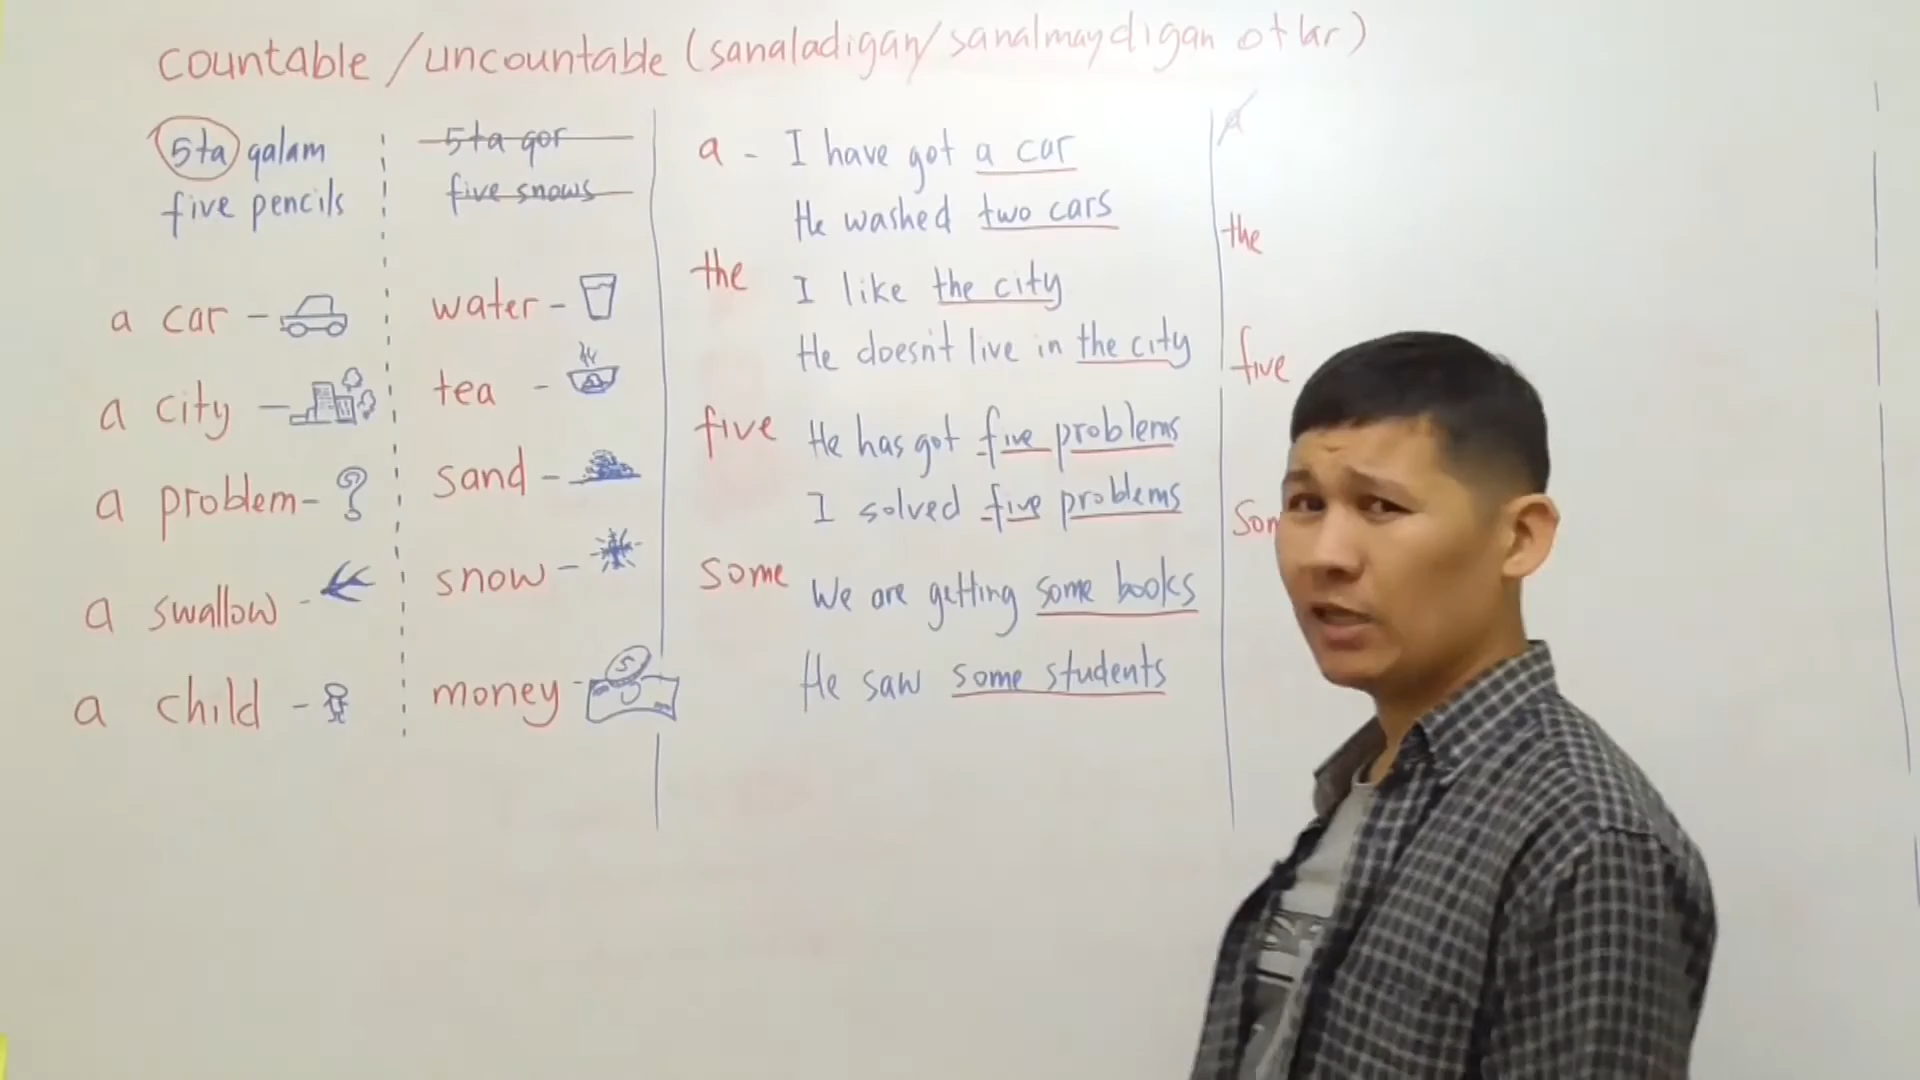 countable / uncountable (sanaladigan/sanalmaydigan otlar)
5ta qalam
five pencils
5ta qor
five snows
a car -
a city -
a problem -
a swallow -
a child -
water -
tea -
sand -
snow -
money -
a - I have got a car
He washed two cars
the I like the city
He doesn't live in the city
five He has got five problems
I solved five problems
some We are getting some books
He saw some students
a
the
five